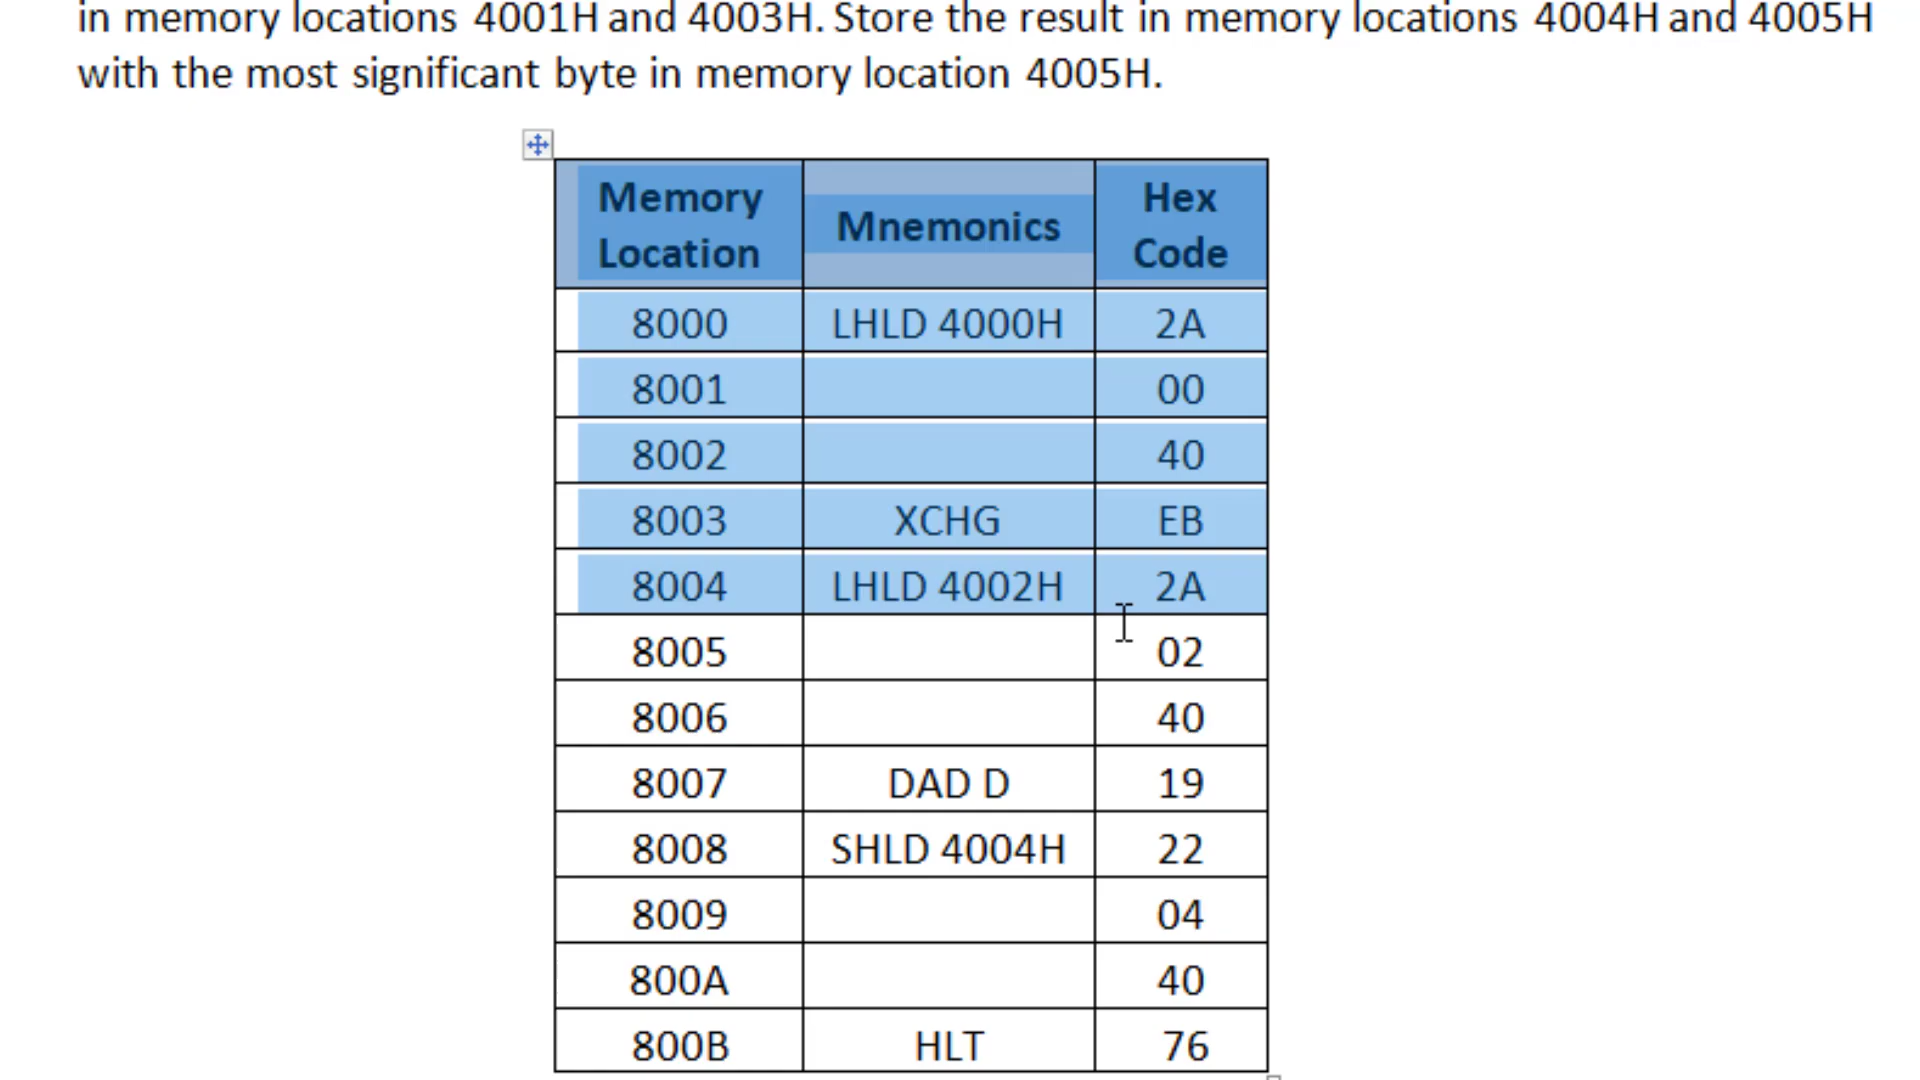 in memory locations 4001H and 4003H. Store the result in memory locations 4004H and 4005H
with the most significant byte in memory location 4005H.
Memory Location Mnemonics Hex Code
8000 LHLD 4000H 2A
8001 00
8002 40
8003 XCHG EB
8004 LHLD 4002H 2A
8005 02
8006 40
8007 DAD D 19
8008 SHLD 4004H 22
8009 04
800A 40
800B HLT 76